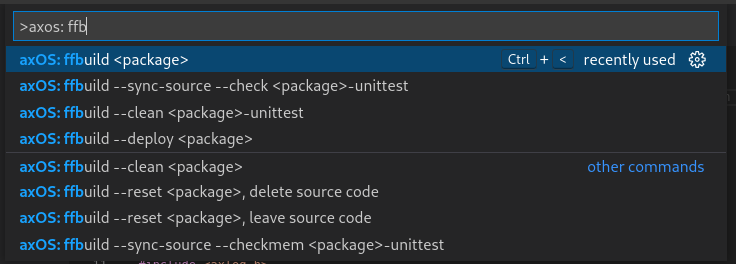 >axos: ffb
axOS: ffbuild <package> Ctrl + < recently used
axOS: ffbuild --sync-source --check <package>-unittest
axOS: ffbuild --clean <package>-unittest
axOS: ffbuild --deploy <package>
axOS: ffbuild --clean <package> other commands
axOS: ffbuild --reset <package>, delete source code
axOS: ffbuild --reset <package>, leave source code
axOS: ffbuild --sync-source --checkmem <package>-unittest